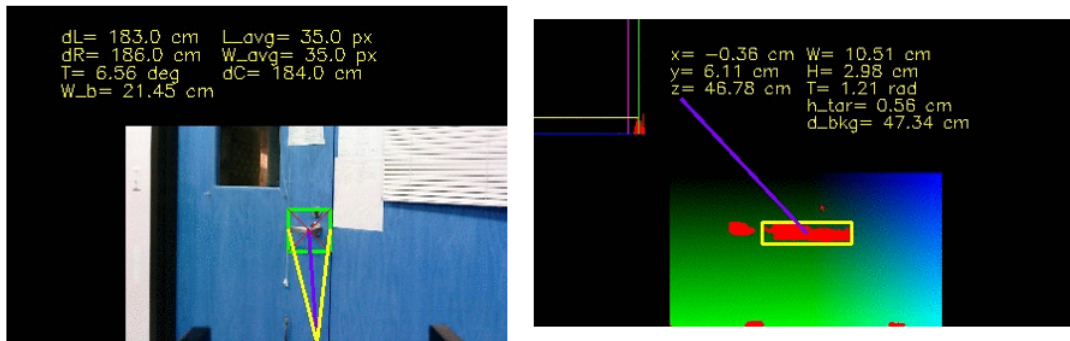 dL= 183.0 cm L_avg= 35.0 px
dR= 186.0 cm W_avg= 35.0 px
T= 6.56 deg dC= 184.0 cm
W_b= 21.45 cm
x= −0.36 cm W= 10.51 cm
y= 6.11 cm H= 2.98 cm
z= 46.78 cm T= 1.21 rad
h_tar= 0.56 cm
d_bkg= 47.34 cm